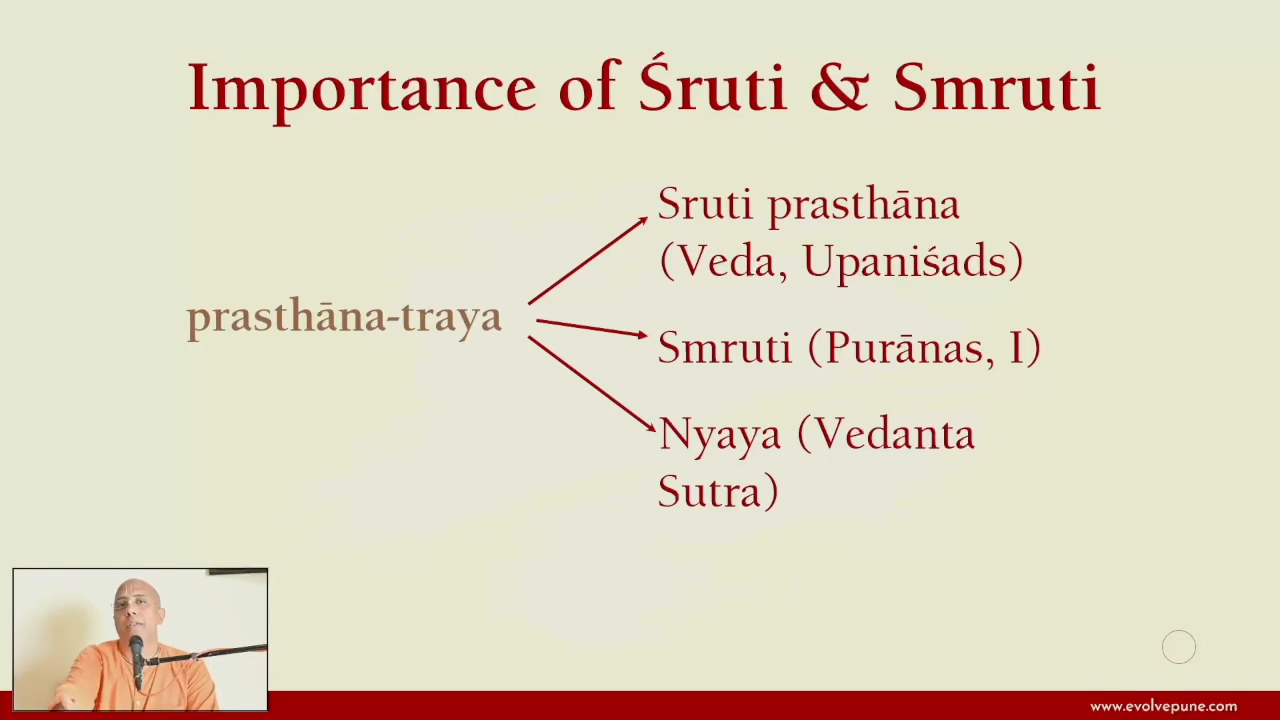 Importance of Śruti & Smruti
prasthāna-traya
Sruti prasthāna
(Veda, Upaniśads)
Smruti (Purānas, I)
Nyaya (Vedanta
Sutra)
www.evolvepune.com